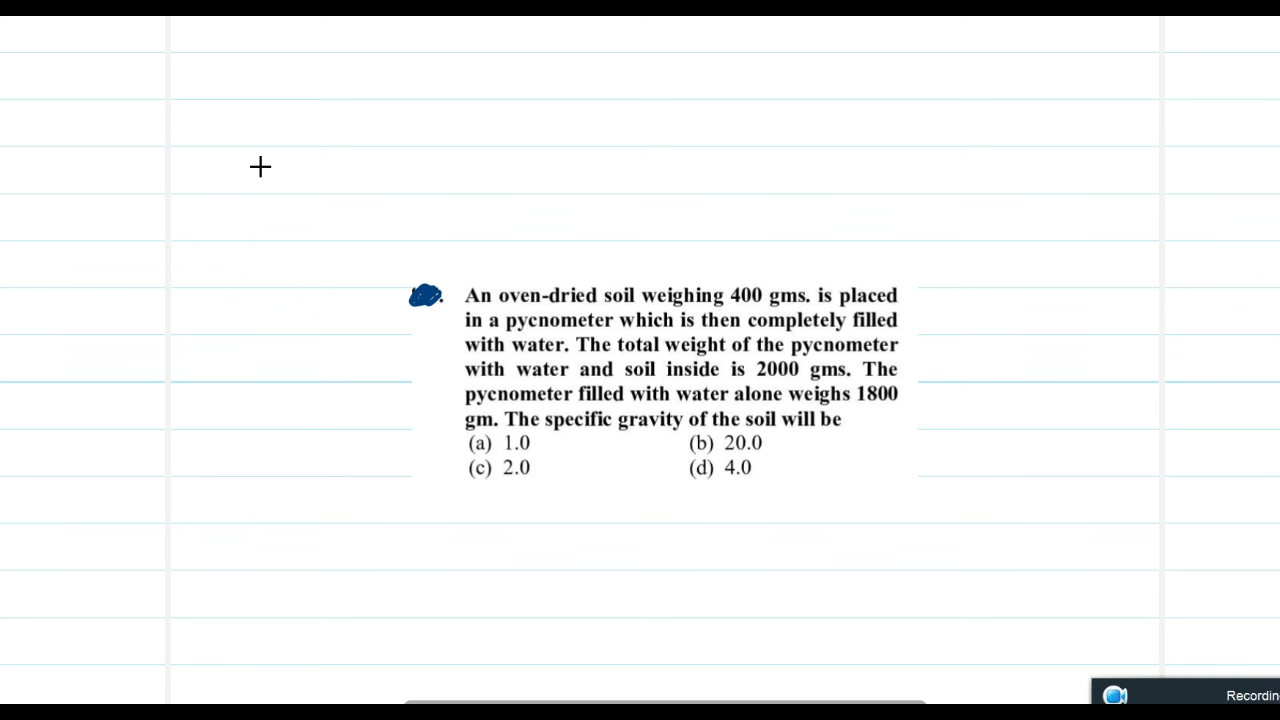 An oven-dried soil weighing 400 gms. is placed
in a pycnometer which is then completely filled
with water. The total weight of the pycnometer
with water and soil inside is 2000 gms. The
pycnometer filled with water alone weighs 1800
gm. The specific gravity of the soil will be
(a) 1.0 (b) 20.0
(c) 2.0 (d) 4.0